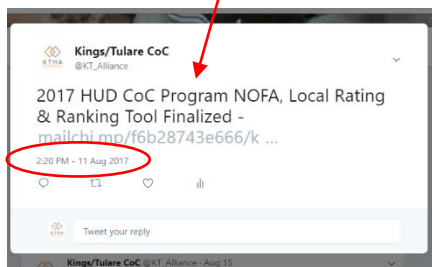 KTHA
Kings/Tulare CoC
@KT_Alliance
2017 HUD CoC Program NOFA, Local Rating
& Ranking Tool Finalized -
mailchi.mp/f6b28743e666/k ...
2:20 PM - 11 Aug 2017
Tweet your reply
Kings/Tulare CoC @KT_Alliance · Aug 15